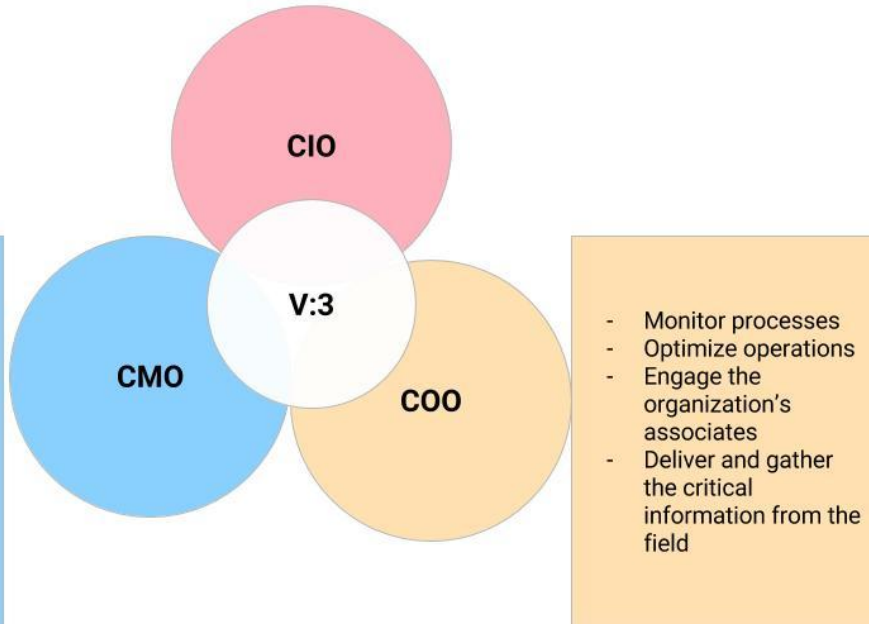 CIO
V:3
CMO
COO
- Monitor processes
- Optimize operations
- Engage the
organization’s
associates
- Deliver and gather
the critical
information from the
field